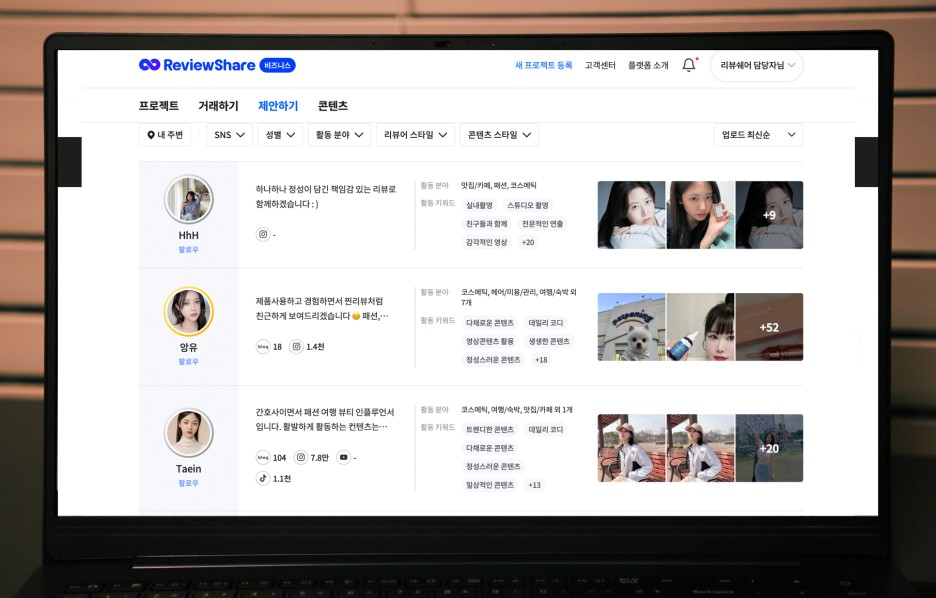 ReviewShare 비즈니스
새 프로젝트 등록 고객센터 플랫폼 소개 리뷰쉐어 담당자님
프로젝트 거래하기 제안하기 콘텐츠
내 주변 SNS 성별 활동 분야 리뷰어 스타일 콘텐츠 스타일 업로드 최신순
HhH
팔로우
하나하나 정성이 담긴 책임감 있는 리뷰로
함께하겠습니다 : )
-
활동 분야 맛집/카페, 패션, 코스메틱
활동 키워드 실내촬영 스튜디오 촬영
친구들과 함께 전문적인 연출
감각적인 영상 +20
+9
앙유
팔로우
제품사용하고 경험하면서 찐리뷰처럼
친근하게 보여드리겠습니다😊 패션,...
blog 18 1.4천
활동 분야 코스메틱, 헤어/미용/관리, 여행/숙박 외
7개
활동 키워드 다채로운 콘텐츠 데일리 코디
영상콘텐츠 활용 생생한 콘텐츠
정성스러운 콘텐츠 +18
+52
Taein
팔로우
간호사이면서 패션 여행 뷰티 인플루언서
입니다. 활발하게 활동하는 컨텐츠는...
blog 104 7.8만 -
1.1천
활동 분야 코스메틱, 여행/숙박, 맛집/카페 외 1개
활동 키워드 트렌디한 콘텐츠 데일리 코디
다채로운 콘텐츠
정성스러운 콘텐츠
일상적인 콘텐츠 +13
+20